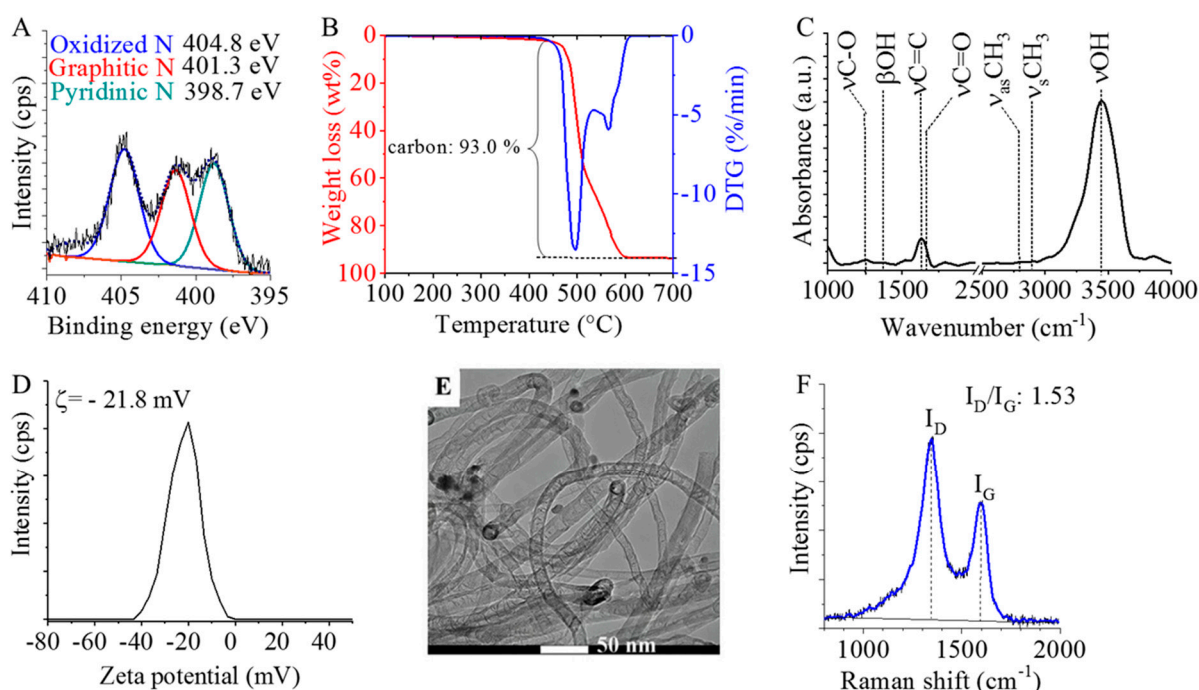 A
Oxidized N 404.8 eV
Graphitic N 401.3 eV
Pyridinic N 398.7 eV
Intensity (cps)
410 405 400 395
Binding energy (eV)
B
0
20
40
60
80
100
Weight loss (wt%)
carbon: 93.0 %
0
-5
-10
-15
DTG (%/min)
100 200 300 400 500 600 700
Temperature (°C)
C
νC-O
βOH
νC=C
νC=O
νasCH3
νsCH3
νOH
Absorbance (a.u.)
1000 1500 2500 3000 3500 4000
Wavenumber (cm-1)
D
ζ= - 21.8 mV
Intensity (cps)
-80 -60 -40 -20 0 20 40
Zeta potential (mV)
E
50 nm
F
ID/IG: 1.53
ID
IG
Intensity (cps)
1000 1500 2000
Raman shift (cm-1)